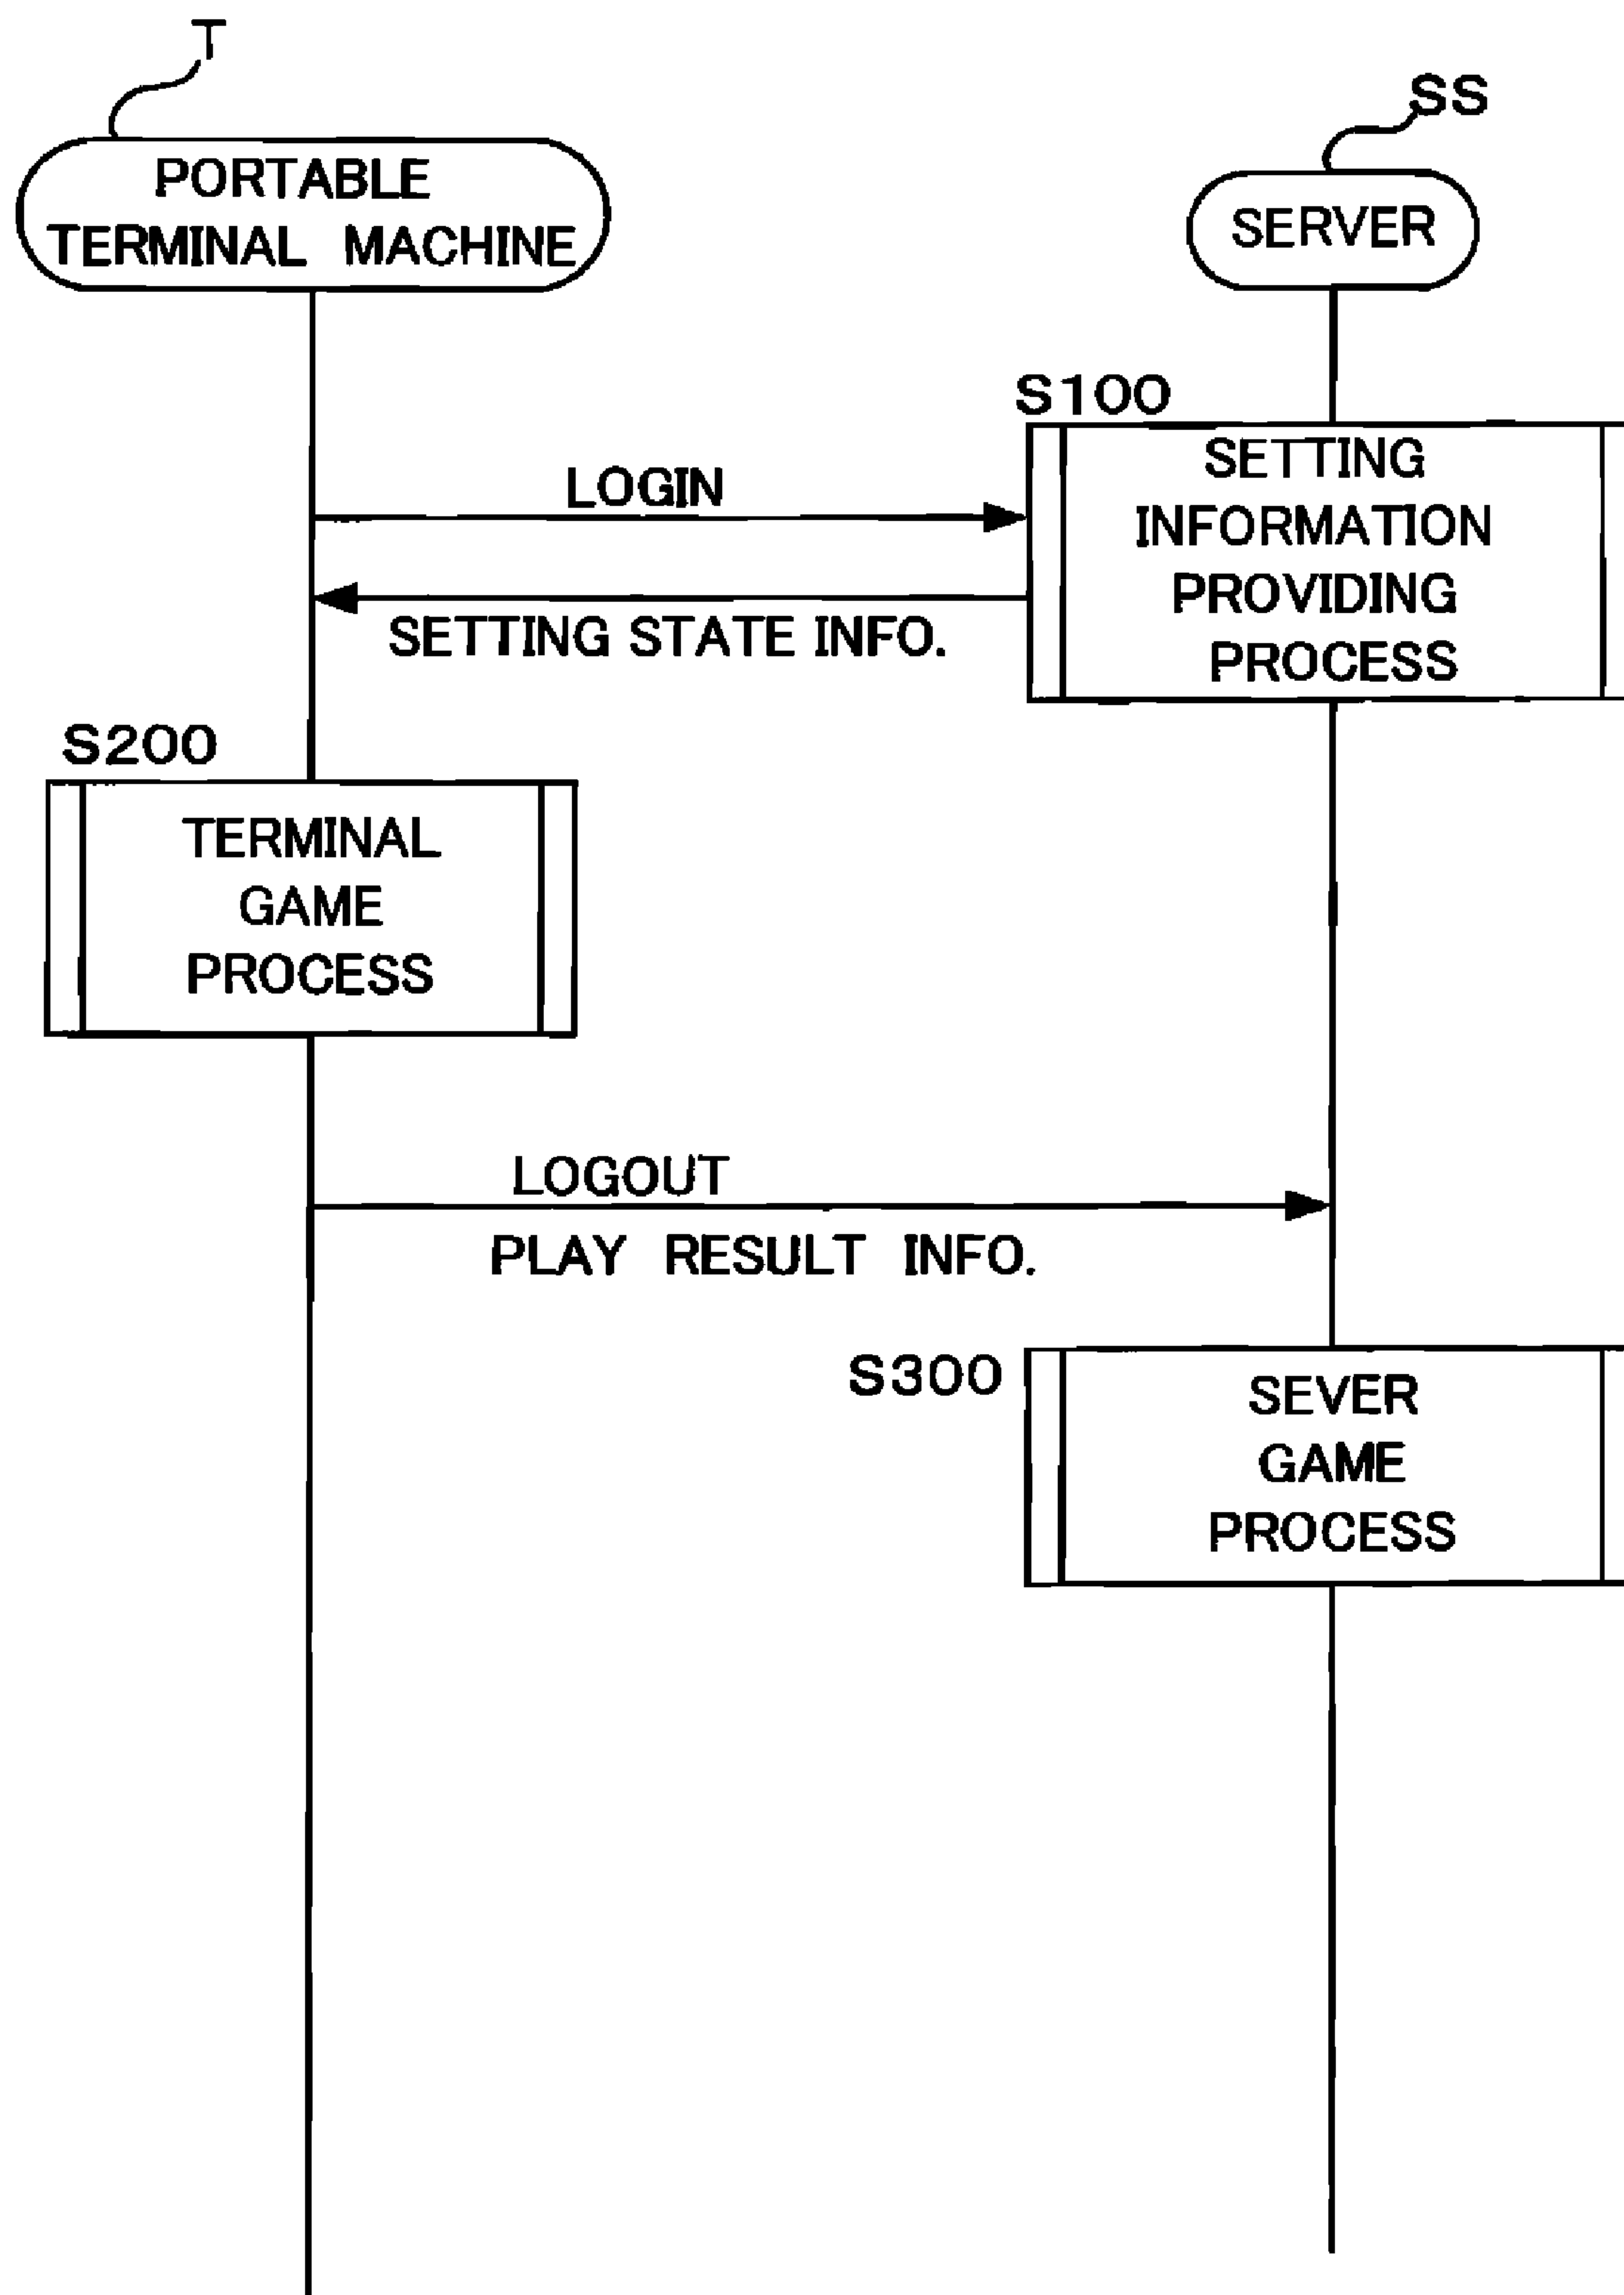 T
SS
PORTABLE
TERMINAL MACHINE
SERVER
S100
SETTING
INFORMATION
PROVIDING
PROCESS
LOGIN
SETTING STATE INFO.
S200
TERMINAL
GAME
PROCESS
LOGOUT
PLAY RESULT INFO.
S300
SEVER
GAME
PROCESS